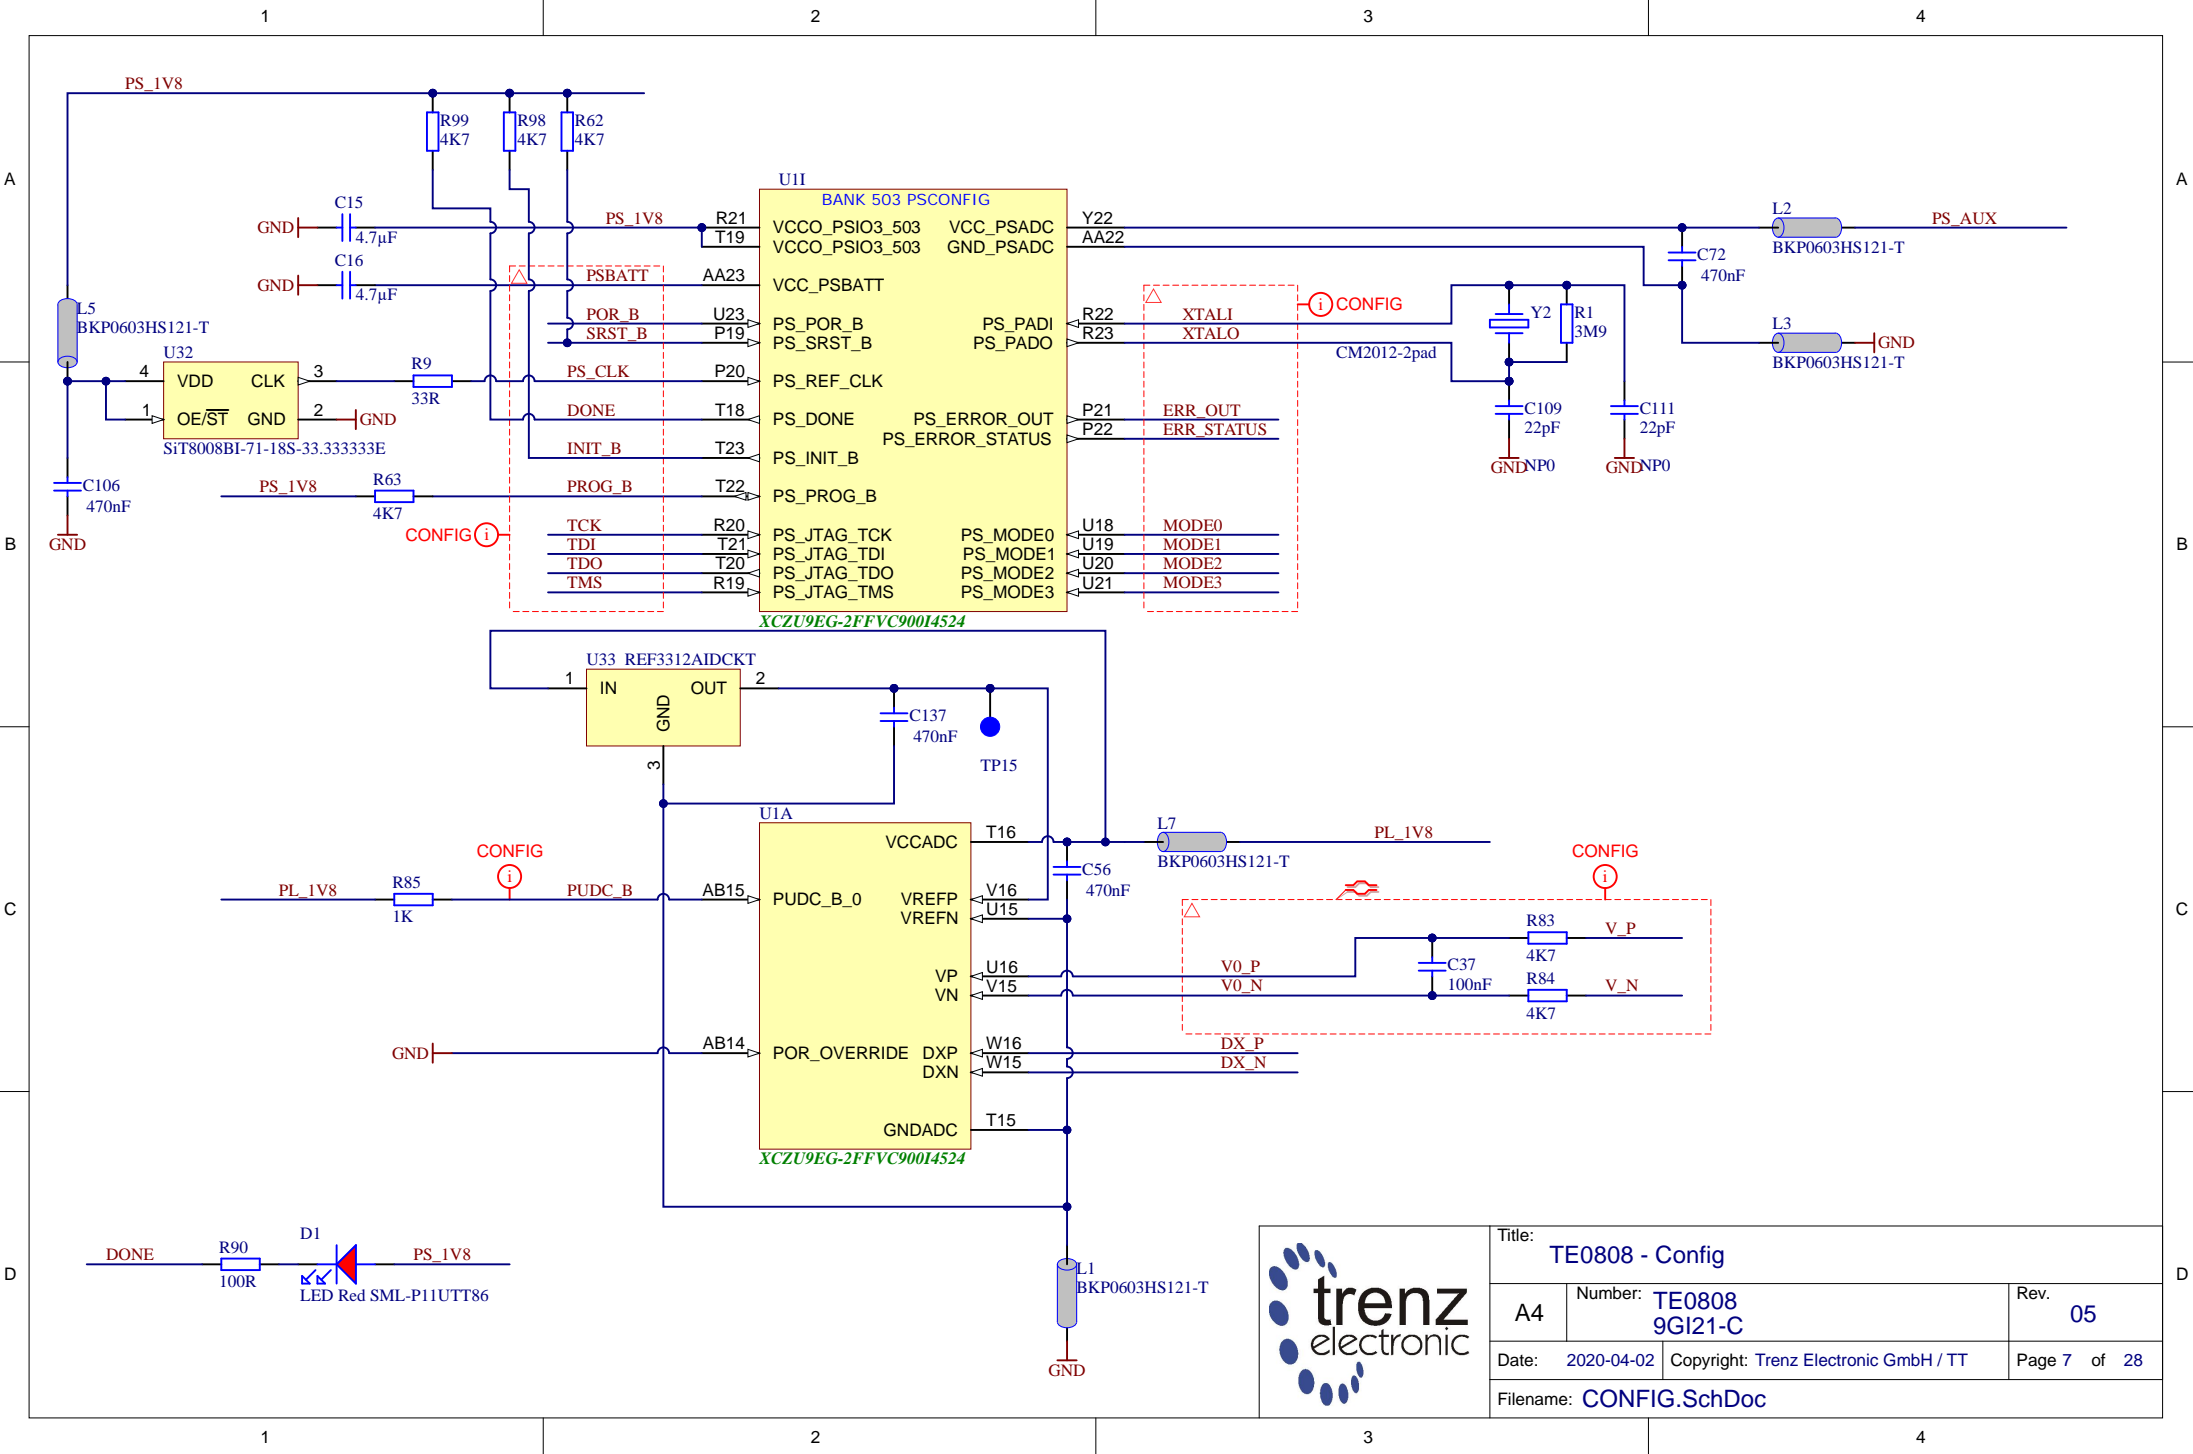 1 2 3 4
A
A
B
B
C
C
D
D
PS_1V8
R99
4K7
R98
4K7
R62
4K7
C15
GND
4.7µF
PS_1V8
C16
GND
4.7µF
PSBATT
POR_B
SRST_B
L5
BKP0603HS121-T
U32
4 VDD CLK 3
1 OE/ST GND 2 GND
SiT8008BI-71-18S-33.333333E
R9
33R
PS_CLK
DONE
INIT_B
C106
470nF
GND
PS_1V8
R63
4K7
PROG_B
CONFIG i
TCK
TDI
TDO
TMS
U1I
BANK 503 PSCONFIG
R21 VCCO_PSIO3_503 VCC_PSADC Y22
T19 VCCO_PSIO3_503 GND_PSADC AA22
AA23 VCC_PSBATT
U23 PS_POR_B PS_PADI R22
P19 PS_SRST_B PS_PADO R23
P20 PS_REF_CLK
T18 PS_DONE PS_ERROR_OUT P21
PS_ERROR_STATUS P22
T23 PS_INIT_B
T22 PS_PROG_B
R20 PS_JTAG_TCK PS_MODE0 U18
T21 PS_JTAG_TDI PS_MODE1 U19
T20 PS_JTAG_TDO PS_MODE2 U20
R19 PS_JTAG_TMS PS_MODE3 U21
XCZU9EG-2FFVC900I4524
L2
BKP0603HS121-T
PS_AUX
C72
470nF
L3
BKP0603HS121-T
GND
i CONFIG
XTALI
XTALO
CM2012-2pad
Y2
R1
3M9
C109
22pF
GND NP0
C111
22pF
GND NP0
ERR_OUT
ERR_STATUS
MODE0
MODE1
MODE2
MODE3
U33 REF3312AIDCKT
1 IN OUT 2
GND
3
C137
470nF
TP15
U1A
VCCADC T16
AB15 PUDC_B_0 VREFP V16
VREFN U15
VP U16
VN V15
AB14 POR_OVERRIDE DXP W16
DXN W15
GNDADC T15
XCZU9EG-2FFVC900I4524
CONFIG
i
PL_1V8
R85
1K
PUDC_B
GND
L7
BKP0603HS121-T
PL_1V8
C56
470nF
CONFIG
i
V0_P
V0_N
C37
100nF
R83
4K7
V_P
R84
4K7
V_N
DX_P
DX_N
L1
BKP0603HS121-T
GND
DONE
R90
100R
D1
PS_1V8
LED Red SML-P11UTT86
trenz
electronic
Title:
TE0808 - Config
A4
Number: TE0808
9GI21-C
Rev.
05
Date: 2020-04-02 Copyright: Trenz Electronic GmbH / TT Page 7 of 28
Filename: CONFIG.SchDoc
1 2 3 4